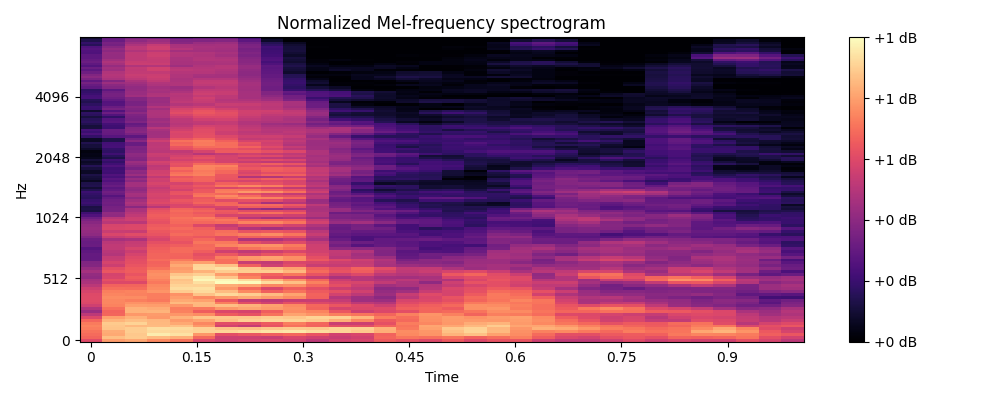 Normalized Mel-frequency spectrogram
Hz
4096
2048
1024
512
0
0 0.15 0.3 0.45 0.6 0.75 0.9
Time
+1 dB
+1 dB
+1 dB
+0 dB
+0 dB
+0 dB